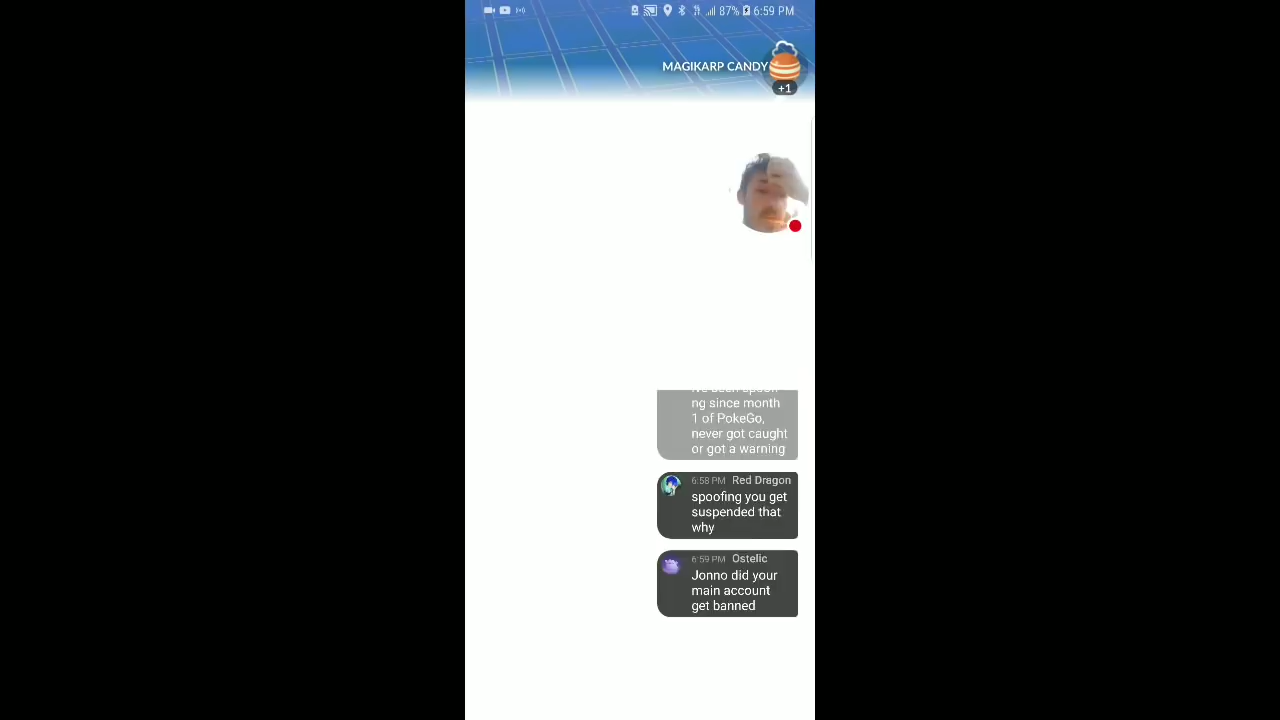 87% 6:59 PM
MAGIKARP CANDY
+1
ng since month
1 of PokeGo,
never got caught
or got a warning
6:58 PM Red Dragon
spoofing you get
suspended that
why
6:59 PM Ostelic
Jonno did your
main account
get banned